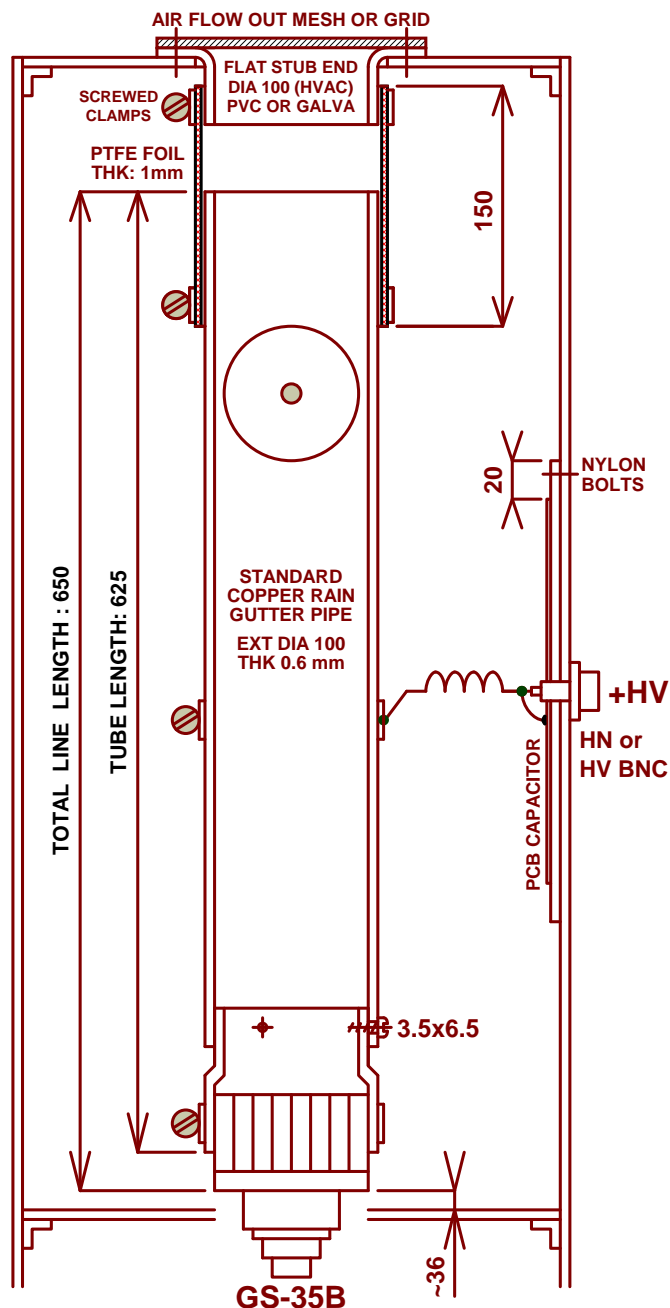 AIR FLOW OUT MESH OR GRID
FLAT STUB END
DIA 100 (HVAC)
PVC OR GALVA
SCREWED
CLAMPS
PTFE FOIL
THK: 1mm
150
20
NYLON
BOLTS
STANDARD
COPPER RAIN
GUTTER PIPE
EXT DIA 100
THK 0.6 mm
TOTAL LINE LENGTH : 650
TUBE LENGTH: 625
+HV
HN or
HV BNC
PCB CAPACITOR
3.5x6.5
~36
GS-35B